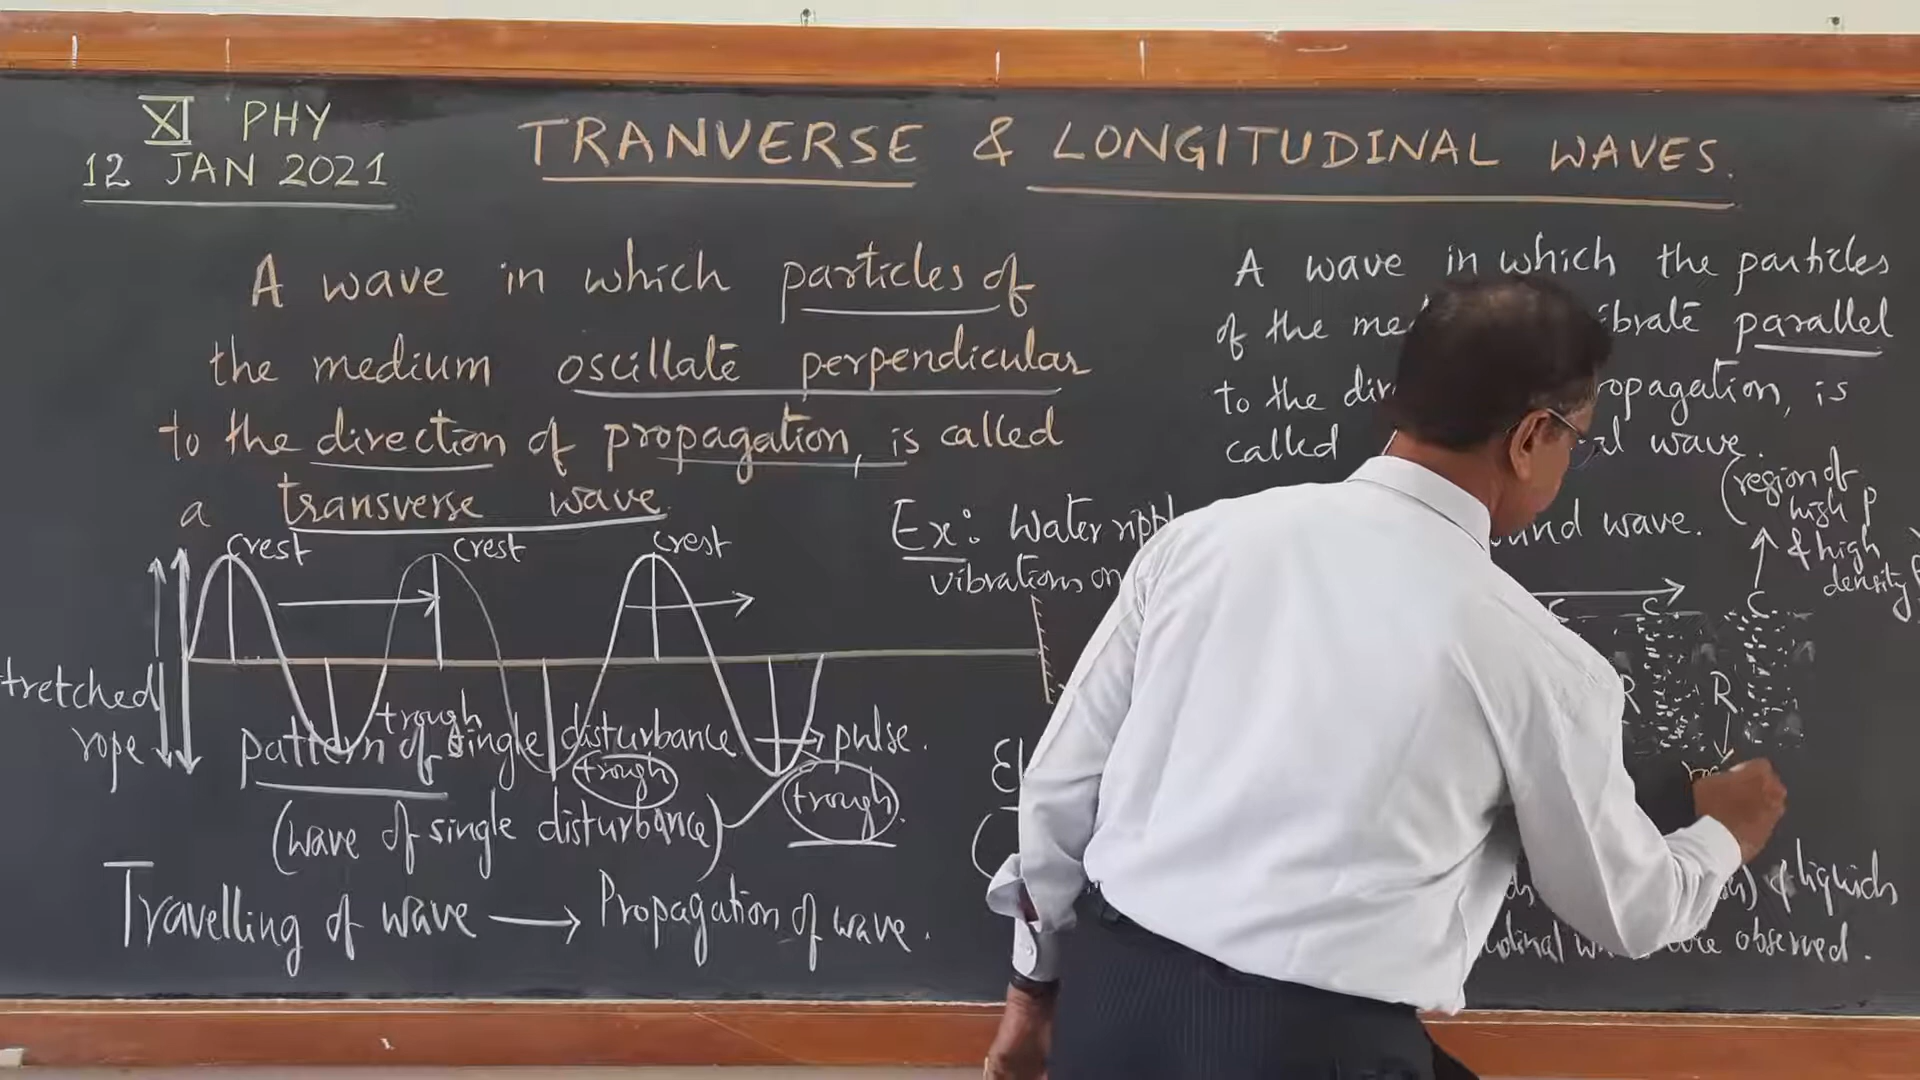 XI PHY
12 JAN 2021
TRANVERSE & LONGITUDINAL WAVES.
A wave in which particles of
the medium oscillate perpendicular
to the direction of propagation, is called
a transverse wave.
crest crest crest
stretched
rope
trough
pattern of single disturbance → pulse.
trough trough
(wave of single disturbance)
Travelling of wave → Propagation of wave.
Ex: Water
vibrations on
A wave in which the particles
of the vibrate parallel
to the is
called wave.
wave.
(region of
high p
& high
density
C C C
R R
& liquids
observed.